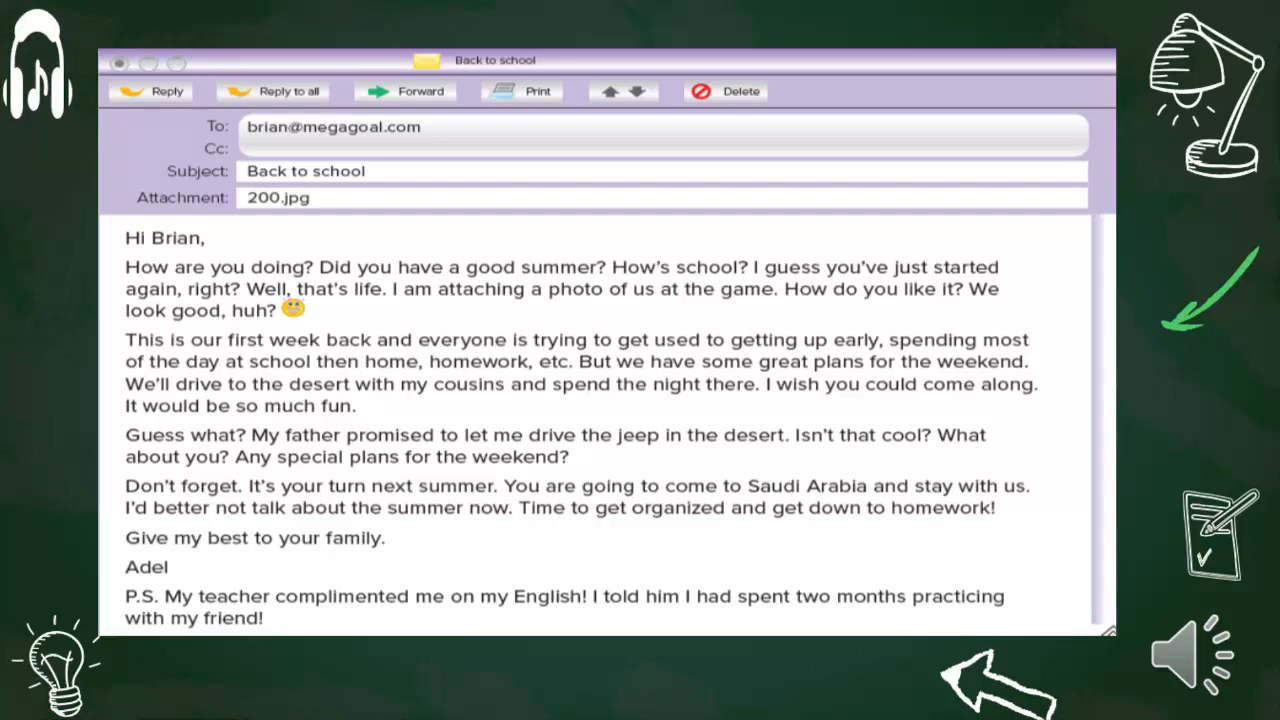 Back to school
Reply Reply to all Forward Print Delete
To: brian@megagoal.com
Cc:
Subject: Back to school
Attachment: 200.jpg
Hi Brian,
How are you doing? Did you have a good summer? How's school? I guess you've just started
again, right? Well, that's life. I am attaching a photo of us at the game. How do you like it? We
look good, huh?
This is our first week back and everyone is trying to get used to getting up early, spending most
of the day at school then home, homework, etc. But we have some great plans for the weekend.
We'll drive to the desert with my cousins and spend the night there. I wish you could come along.
It would be so much fun.
Guess what? My father promised to let me drive the jeep in the desert. Isn't that cool? What
about you? Any special plans for the weekend?
Don't forget. It's your turn next summer. You are going to come to Saudi Arabia and stay with us.
I'd better not talk about the summer now. Time to get organized and get down to homework!
Give my best to your family.
Adel
P.S. My teacher complimented me on my English! I told him I had spent two months practicing
with my friend!